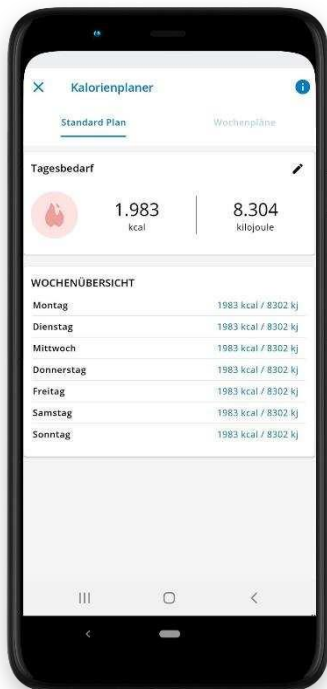 Kalorienplaner
Standard Plan Wochenpläne
Tagesbedarf
1.983 8.304
kcal kilojoule
WOCHENÜBERSICHT
Montag 1983 kcal / 8302 kj
Dienstag 1983 kcal / 8302 kj
Mittwoch 1983 kcal / 8302 kj
Donnerstag 1983 kcal / 8302 kj
Freitag 1983 kcal / 8302 kj
Samstag 1983 kcal / 8302 kj
Sonntag 1983 kcal / 8302 kj